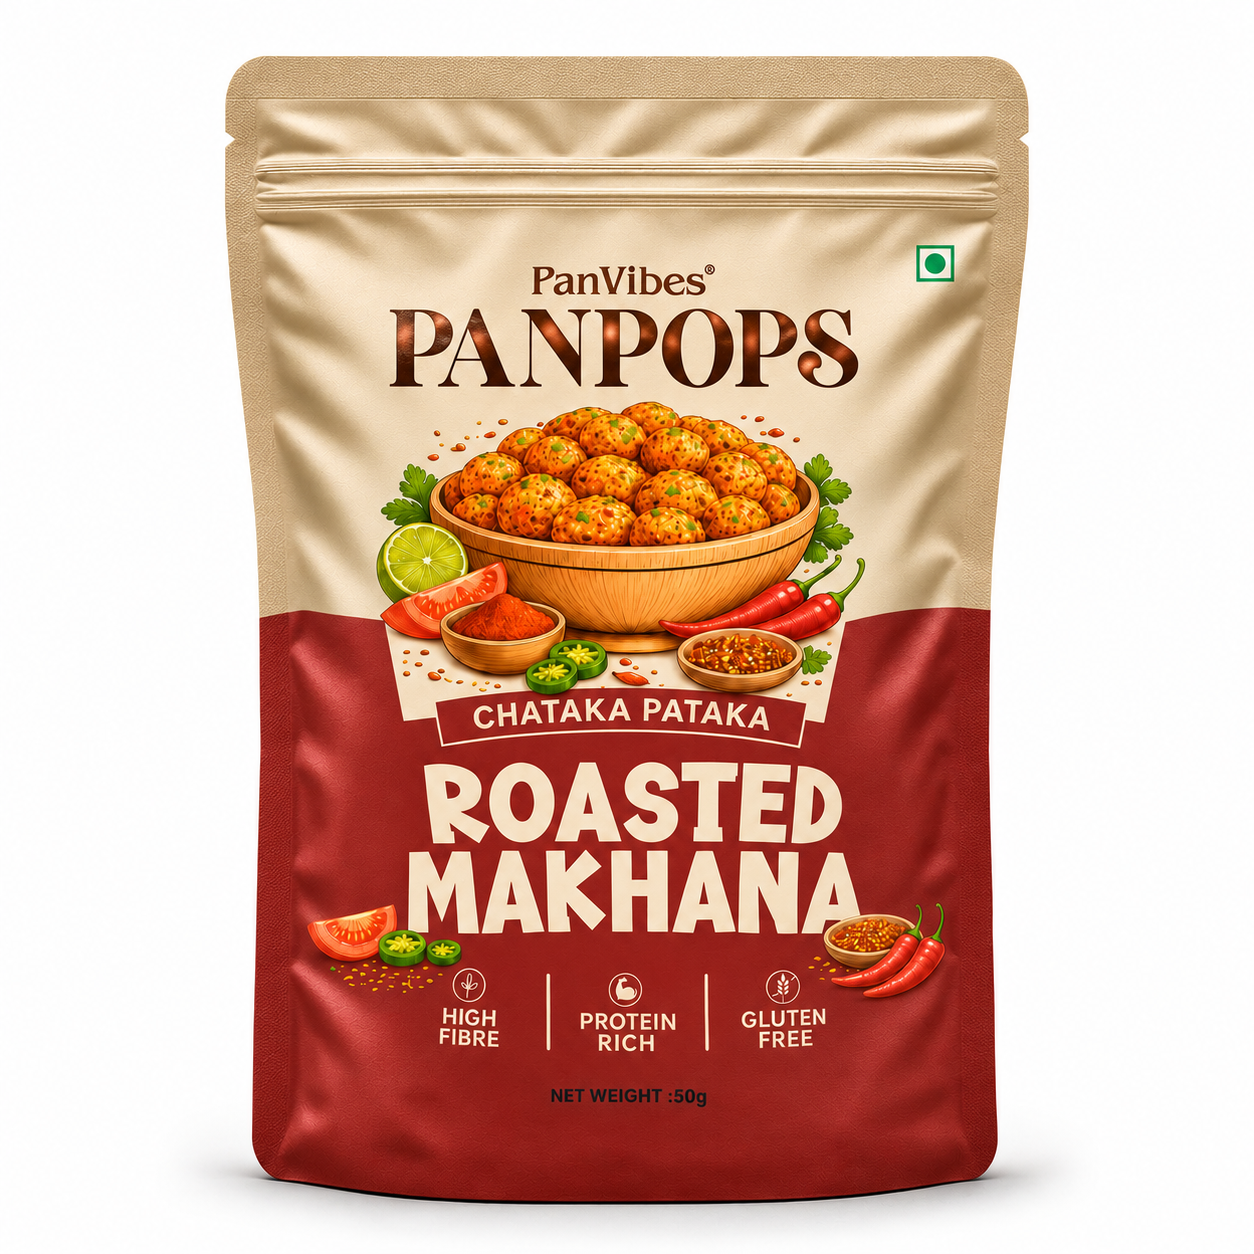 PanVibes®
PANPOPS
CHATAKA PATAKA
ROASTED
MAKHANA
HIGH
FIBRE
PROTEIN
RICH
GLUTEN
FREE
NET WEIGHT :50g